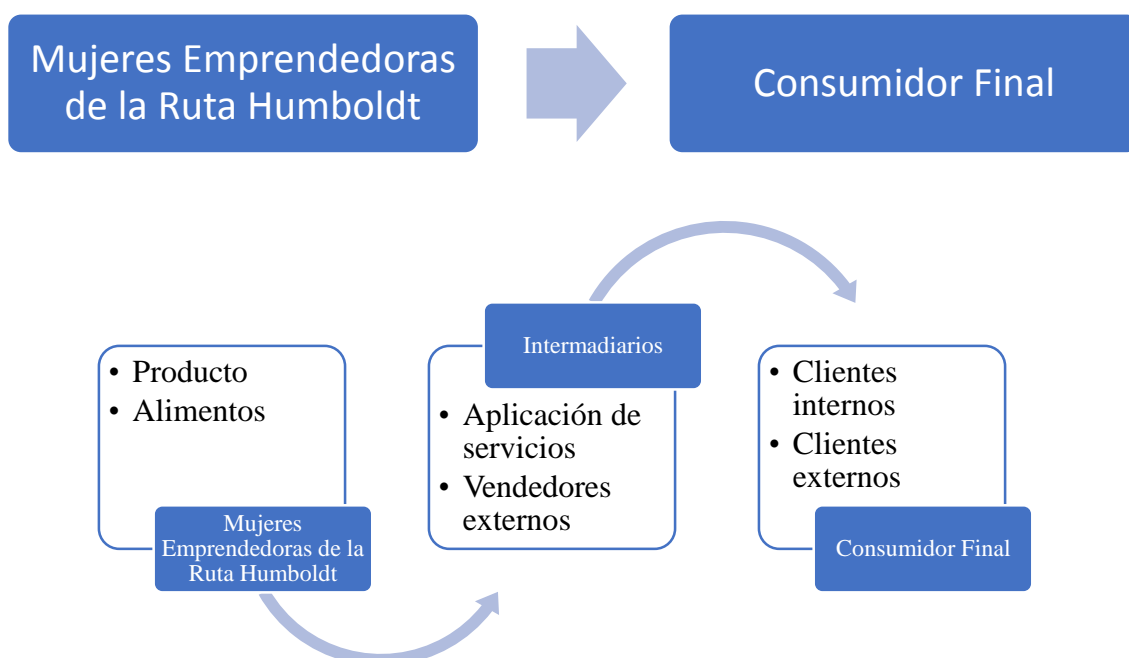 Mujeres Emprendedoras
de la Ruta Humboldt
Consumidor Final
• Producto
• Alimentos
Mujeres
Emprendedoras de la
Ruta Humboldt
Intermadiarios
• Aplicación de
servicios
• Vendedores
externos
• Clientes
internos
• Clientes
externos
Consumidor Final